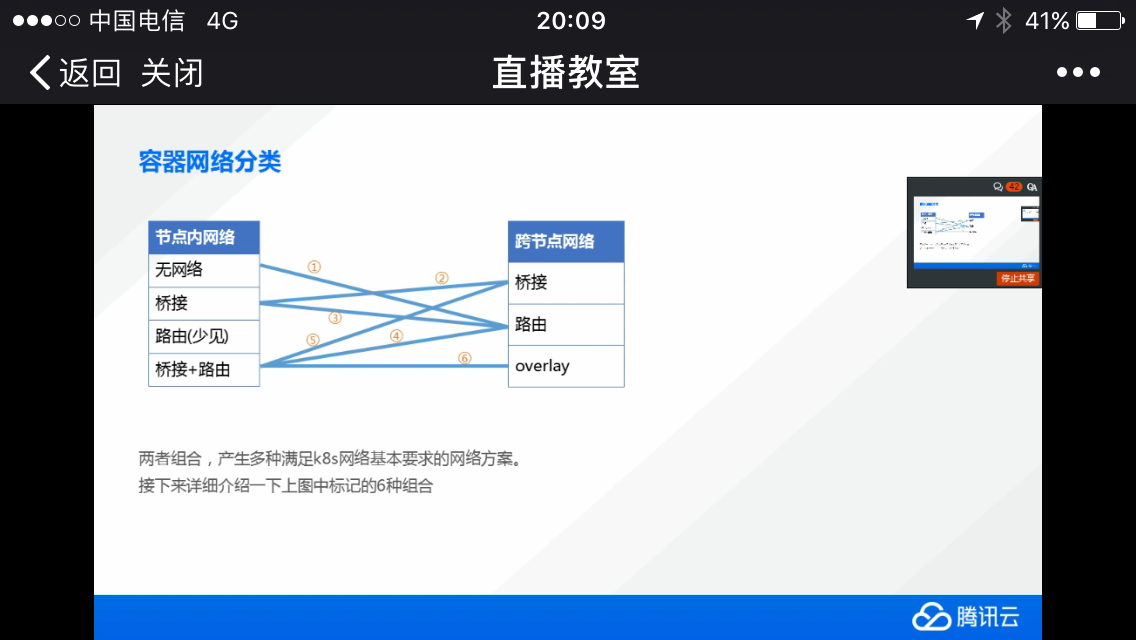 中国电信 4G 20:09 41%
返回 关闭 直播教室
容器网络分类
42
停止共享
节点内网络
无网络
桥接
路由(少见)
桥接+路由
①
②
③
④
⑤
⑥
跨节点网络
桥接
路由
overlay
两者组合，产生多种满足k8s网络基本要求的网络方案。
接下来详细介绍一下上图中标记的6种组合
腾讯云